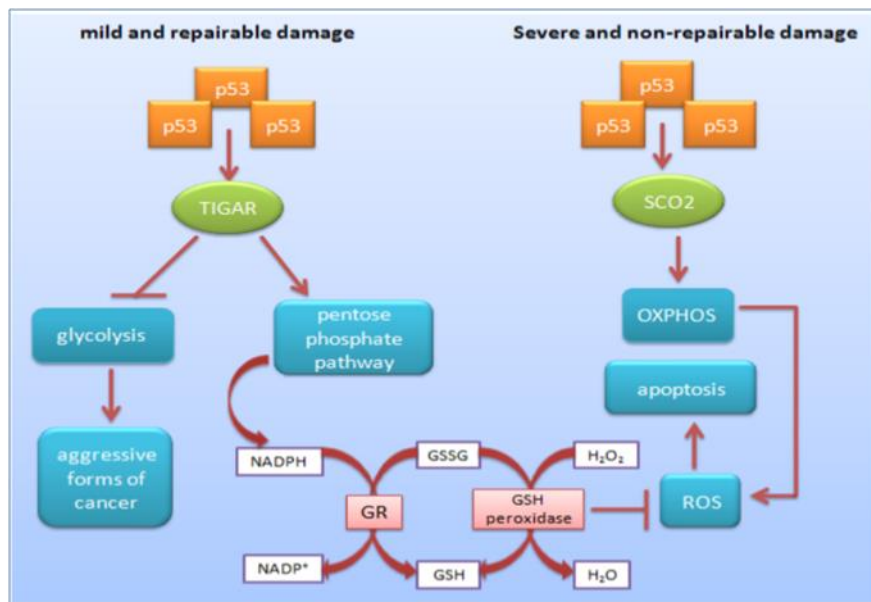 mild and repairable damage
Severe and non-repairable damage
p53
p53
p53
p53
p53
p53
TIGAR
SCO2
glycolysis
pentose
phosphate
pathway
OXPHOS
apoptosis
aggressive
forms of
cancer
NADPH
GSSG
H₂O₂
GR
GSH
peroxidase
ROS
NADP⁺
GSH
H₂O